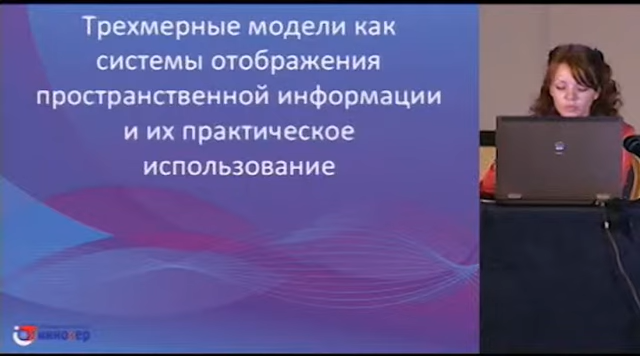 Трехмерные модели как
системы отображения
пространственной информации
и их практическое
использование